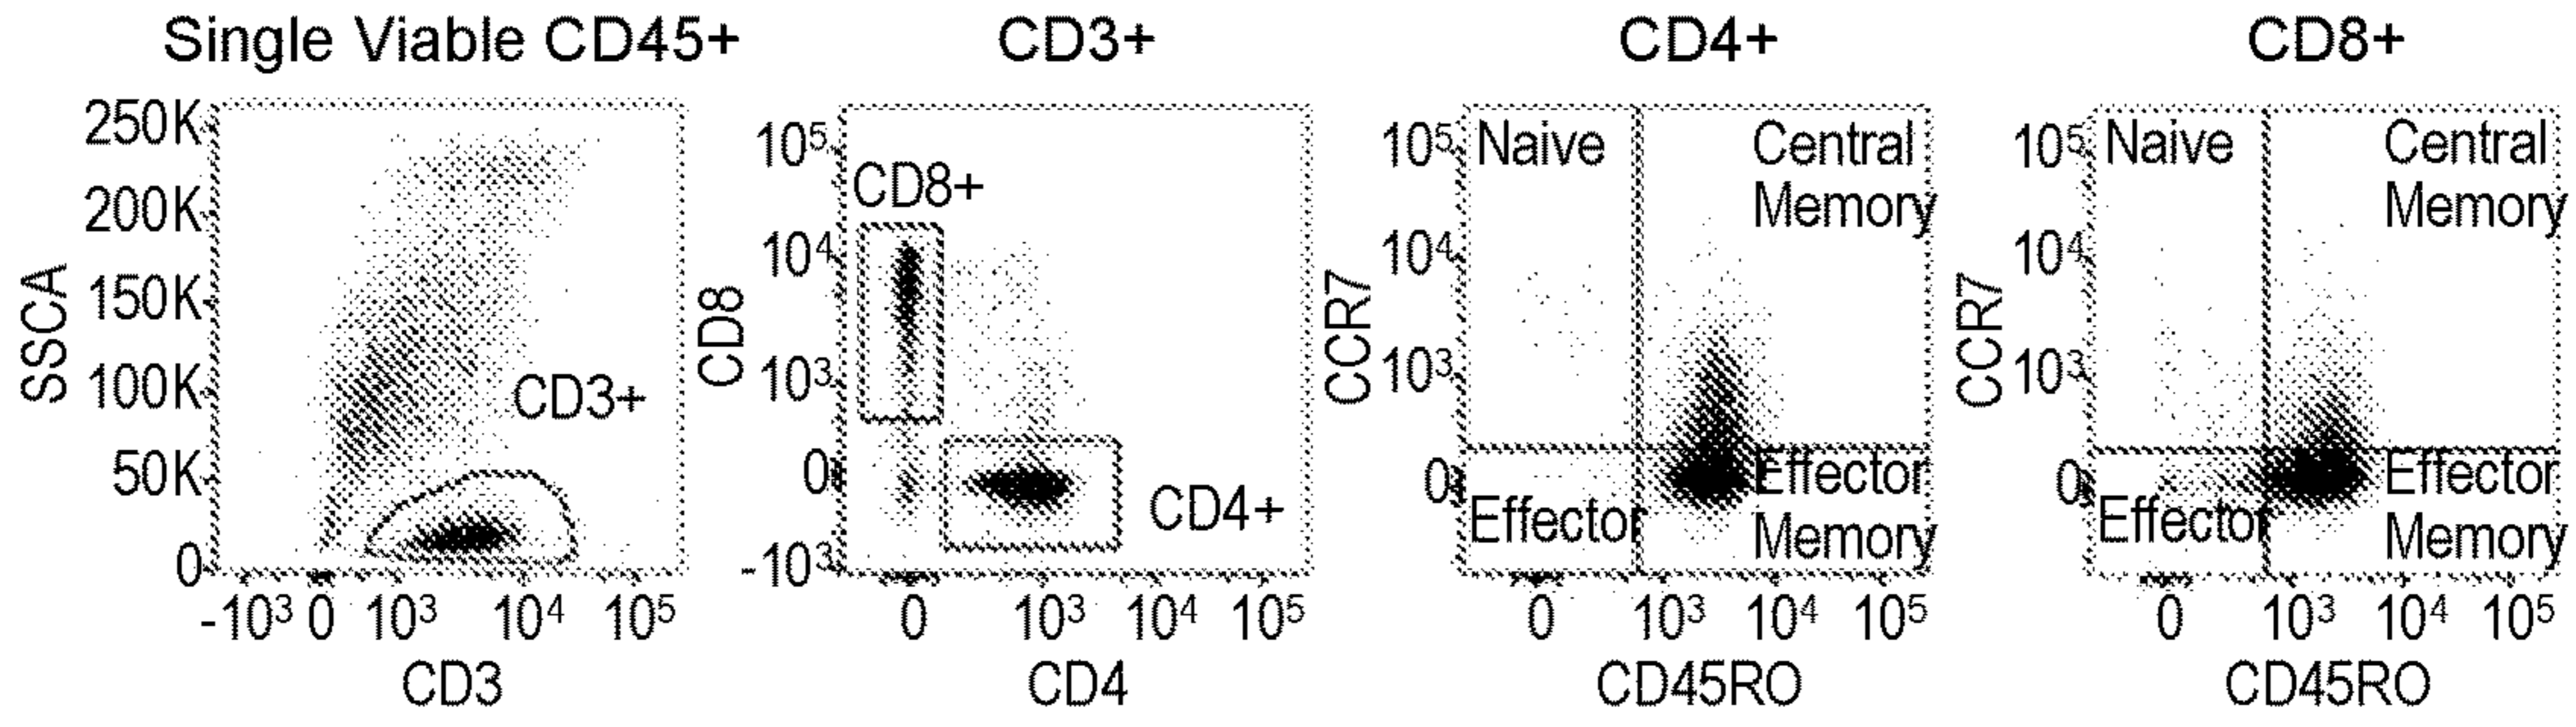 Single Viable CD45+
250K
200K
150K
100K
50K
0
SSCA
CD3+
-10³ 0 10³ 10⁴ 10⁵
CD3
CD3+
10⁵
10⁴
10³
0
-10³
CD8
CD8+
CD4+
0 10³ 10⁴ 10⁵
CD4
CD4+
10⁵
10⁴
10³
0
CCR7
Naive
Central
Memory
Effector
Effector
Memory
0 10³ 10⁴ 10⁵
CD45RO
CD8+
10⁵
10⁴
10³
0
CCR7
Naive
Central
Memory
Effector
Effector
Memory
0 10³ 10⁴ 10⁵
CD45RO